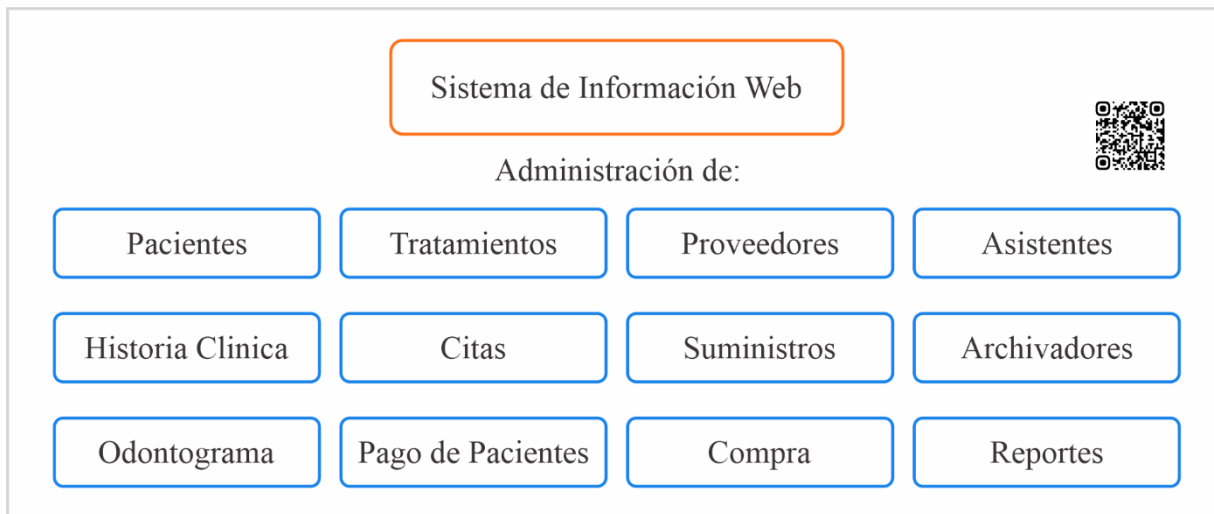 Sistema de Información Web
Administración de:
Pacientes
Tratamientos
Proveedores
Asistentes
Historia Clinica
Citas
Suministros
Archivadores
Odontograma
Pago de Pacientes
Compra
Reportes